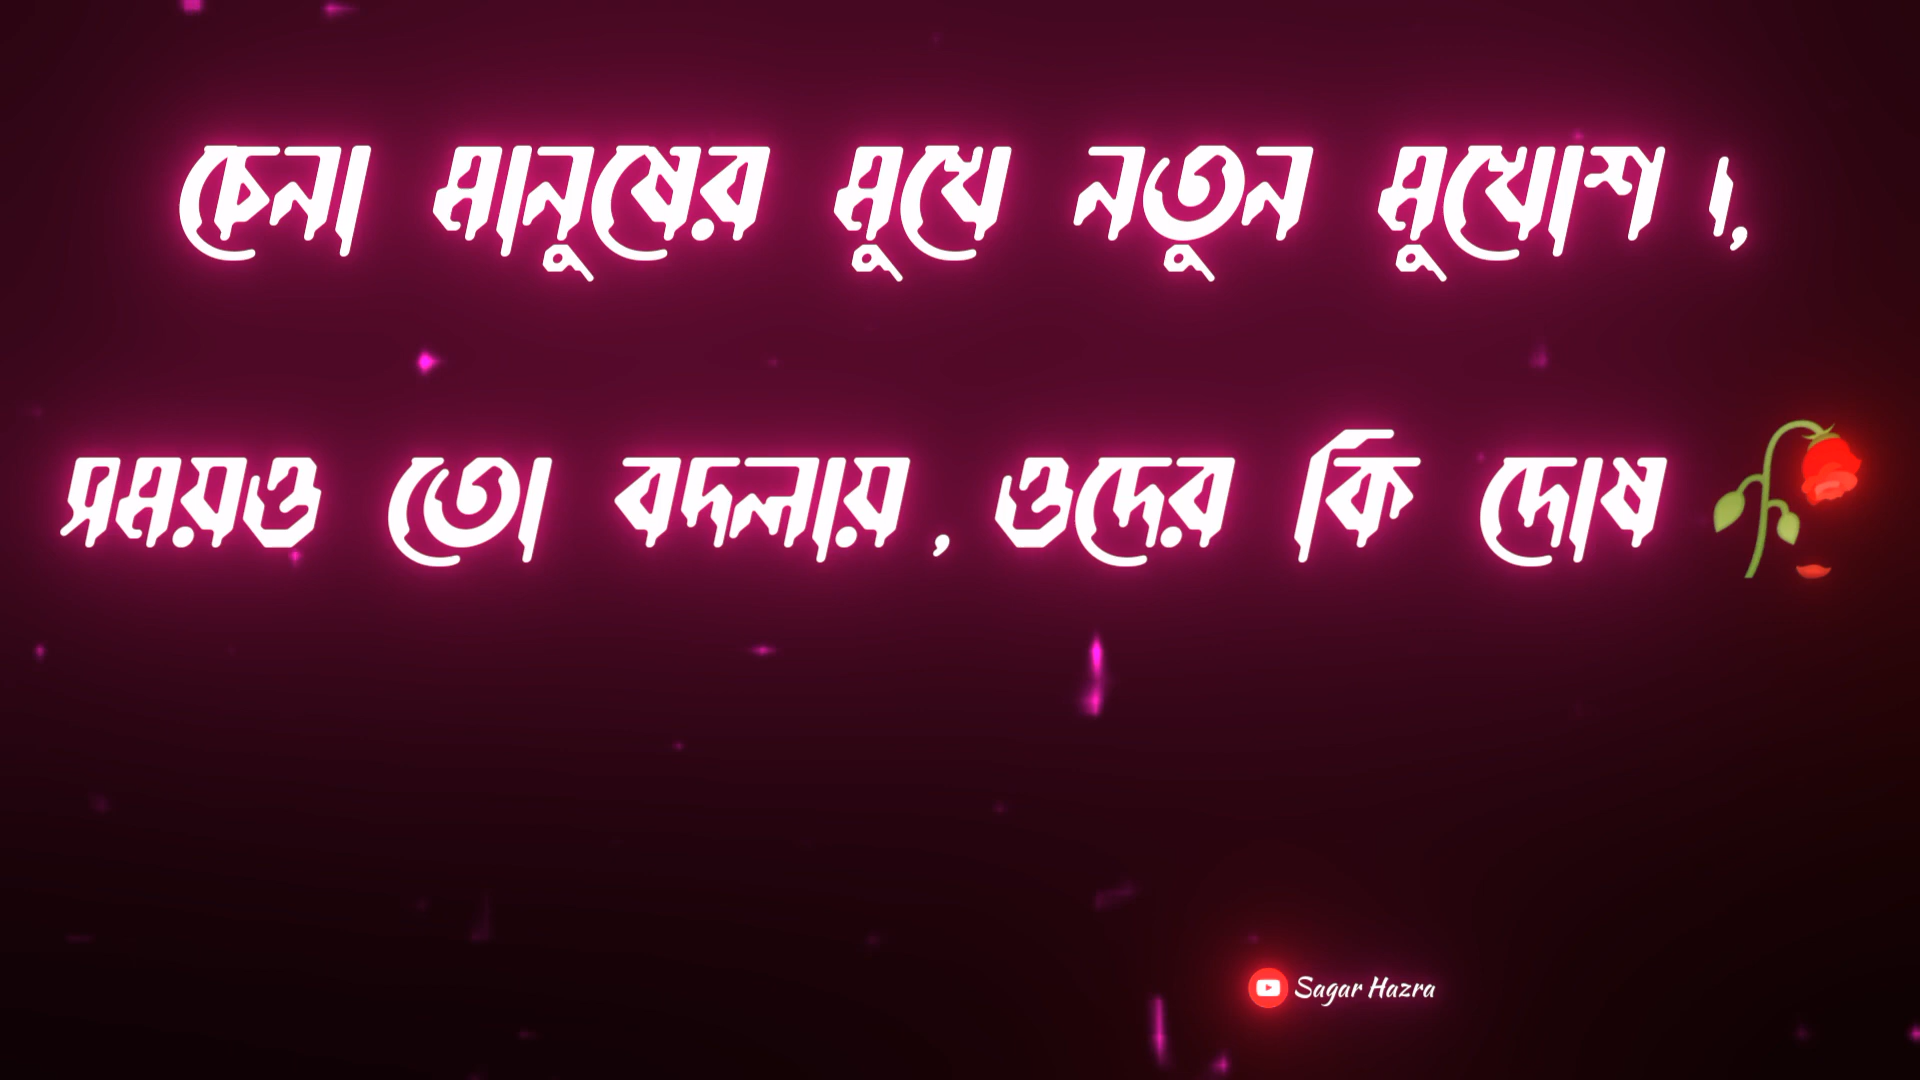 চেনা মানুষের মুখে নতুন মুখোশ ।,
সময়ও তো বদলায় , ওদের কি দোষ 🥀
Sagar Hazra